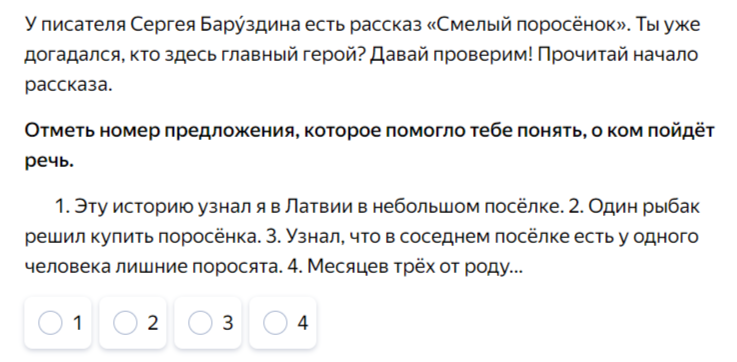 У писателя Сергея Бару́здина есть рассказ «Смелый поросёнок». Ты уже
догадался, кто здесь главный герой? Давай проверим! Прочитай начало
рассказа.
Отметь номер предложения, которое помогло тебе понять, о ком пойдёт
речь.
1. Эту историю узнал я в Латвии в небольшом посёлке. 2. Один рыбак
решил купить поросёнка. 3. Узнал, что в соседнем посёлке есть у одного
человека лишние поросята. 4. Месяцев трёх от роду...
1 2 3 4